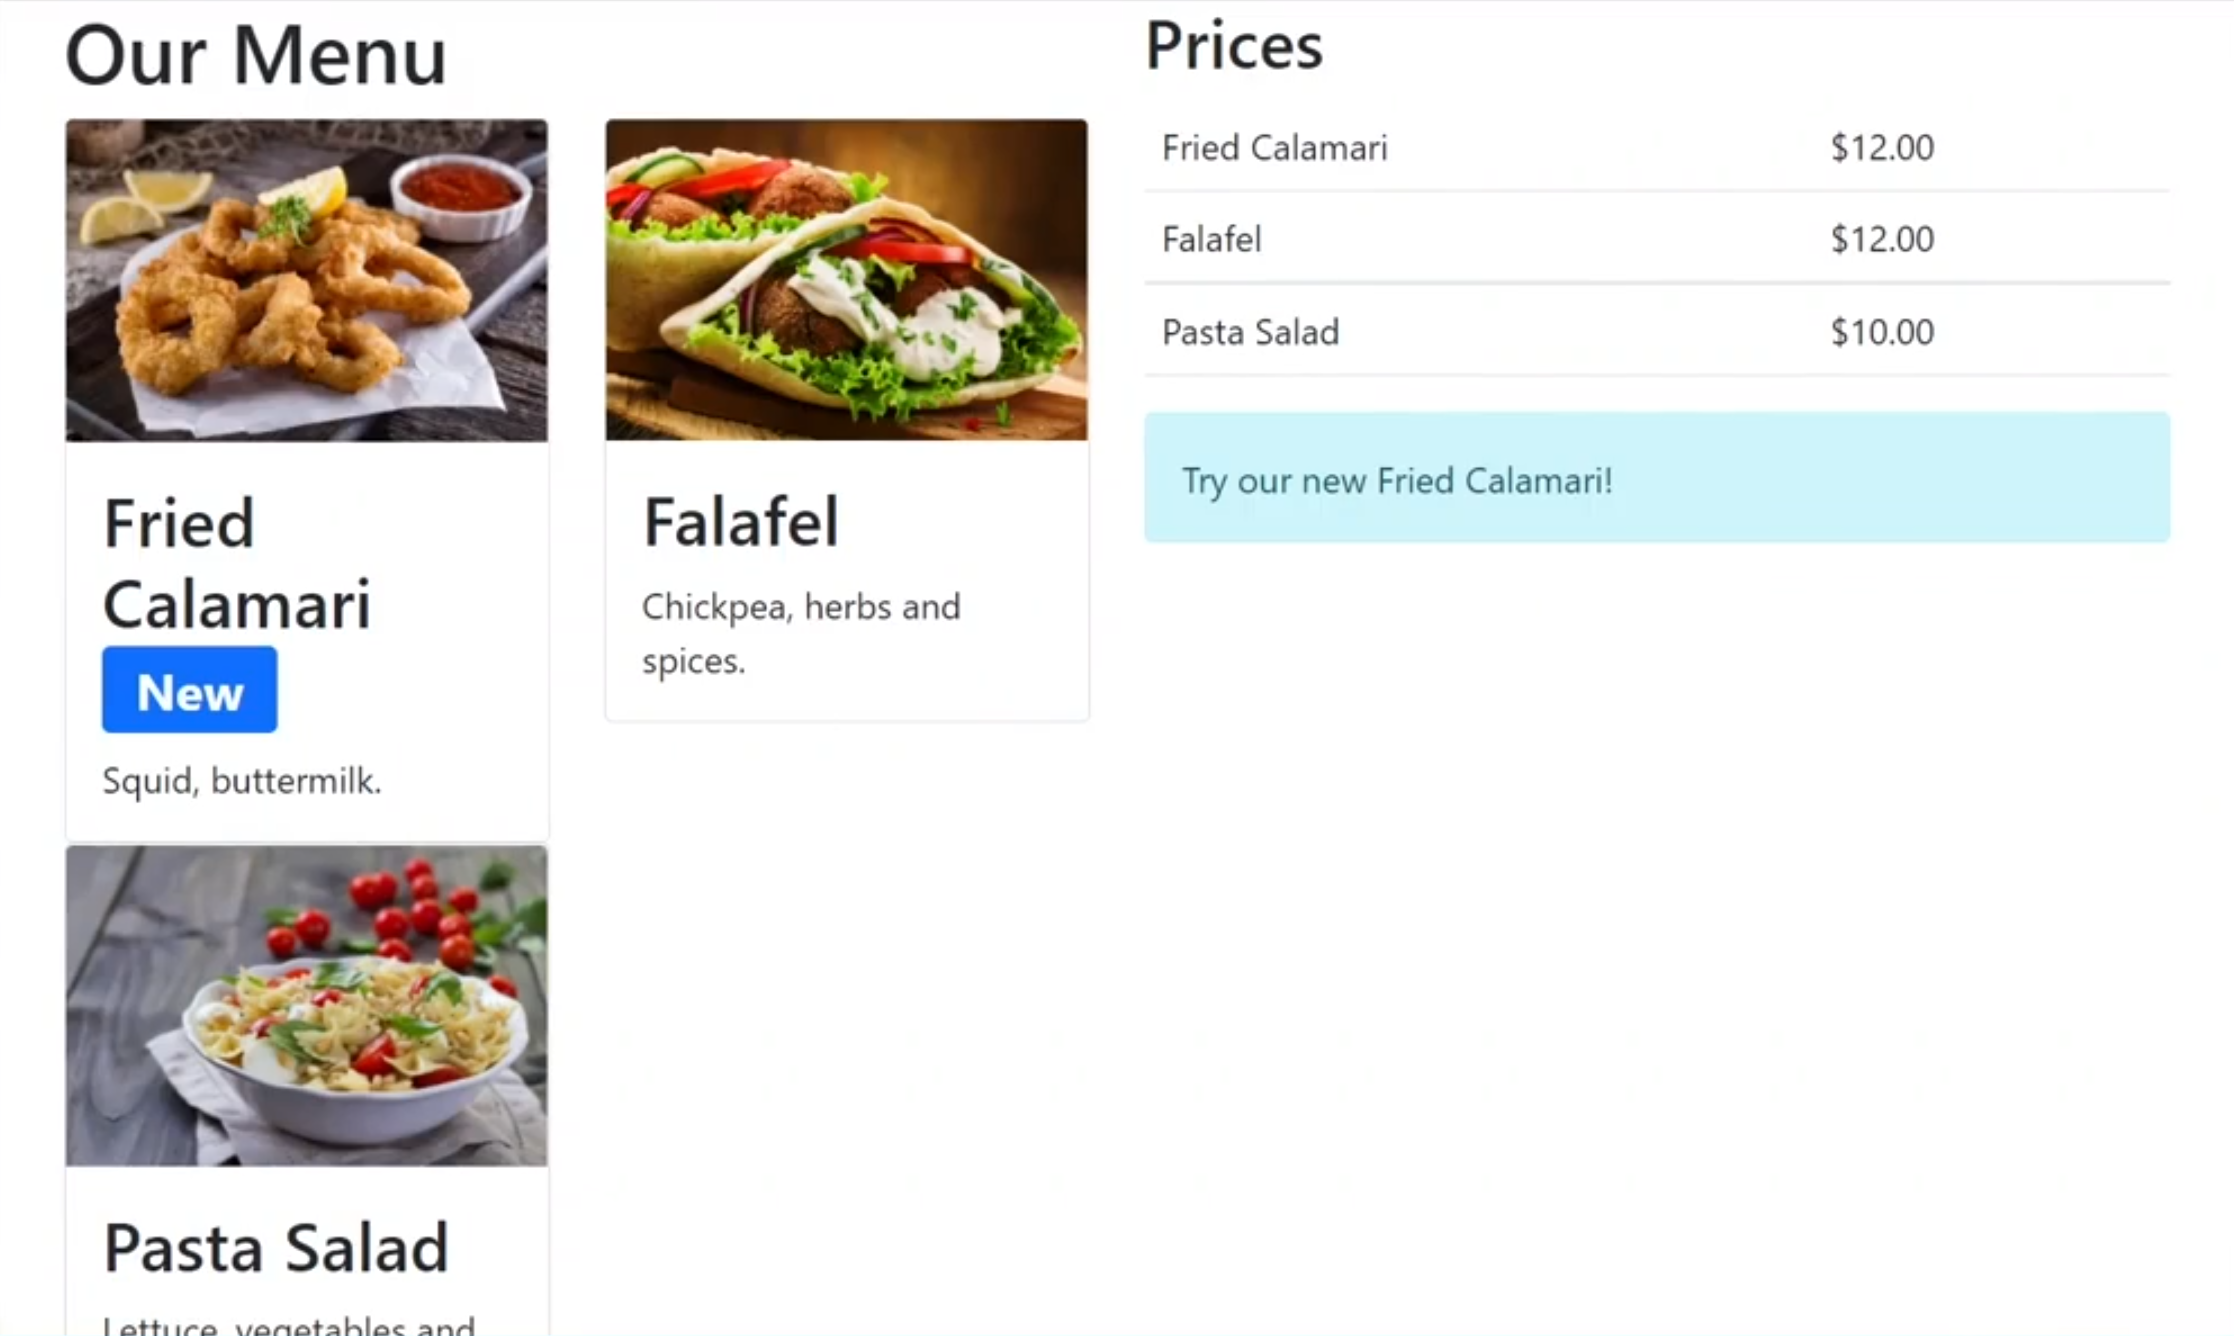 Our Menu
Fried
Calamari
New
Squid, buttermilk.
Falafel
Chickpea, herbs and
spices.
Pasta Salad
Lettuce, vegetables and
Prices
Fried Calamari $12.00
Falafel $12.00
Pasta Salad $10.00
Try our new Fried Calamari!